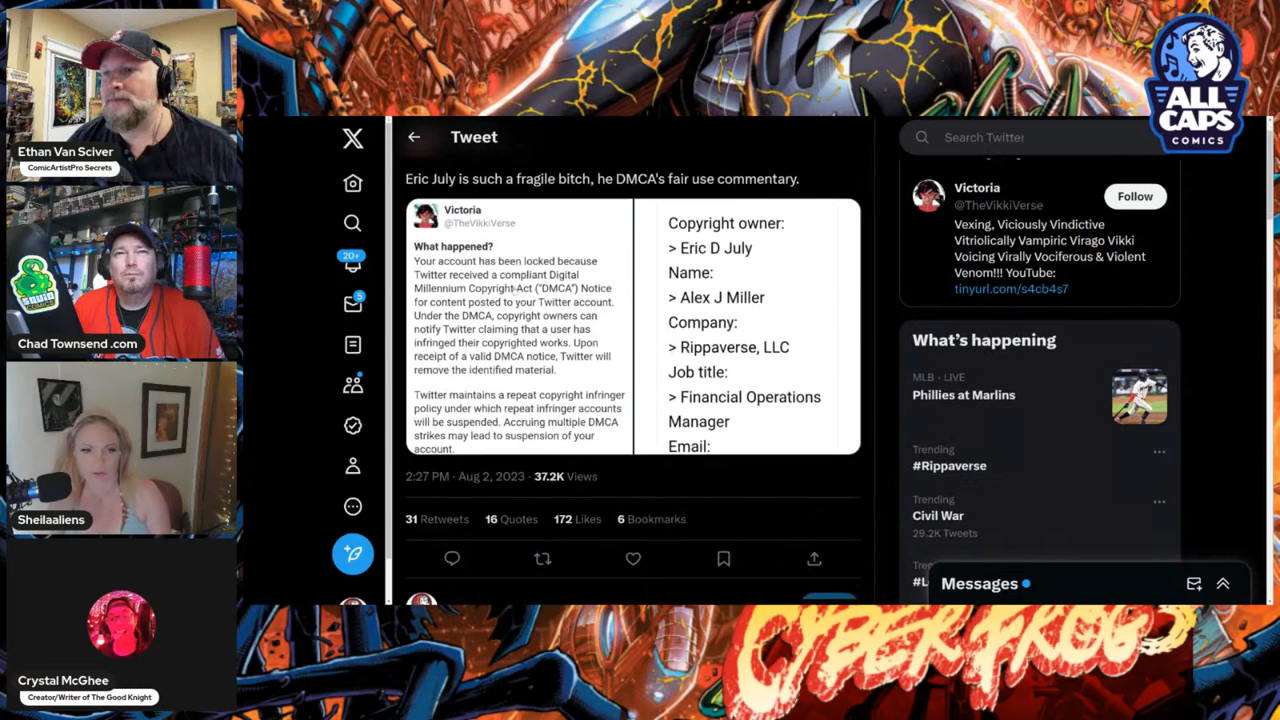 Ethan Van Sciver
ComicArtistPro Secrets
SQUID
COMICS
Chad Townsend .com
Sheilaaliens
Crystal McGhee
Creator/Writer of The Good Knight
20+
5
Tweet
Eric July is such a fragile bitch, he DMCA's fair use commentary.
Victoria
@TheVikkiVerse
What happened?
Your account has been locked because
Twitter received a compliant Digital
Millennium Copyright Act ("DMCA") Notice
for content posted to your Twitter account.
Under the DMCA, copyright owners can
notify Twitter claiming that a user has
infringed their copyrighted works. Upon
receipt of a valid DMCA notice, Twitter will
remove the identified material.
Twitter maintains a repeat copyright infringer
policy under which repeat infringer accounts
will be suspended. Accruing multiple DMCA
strikes may lead to suspension of your
account.
Copyright owner:
> Eric D July
Name:
> Alex J Miller
Company:
> Rippaverse, LLC
Job title:
> Financial Operations
Manager
Email:
2:27 PM · Aug 2, 2023 · 37.2K Views
31 Retweets 16 Quotes 172 Likes 6 Bookmarks
Search Twitter
Victoria
@TheVikkiVerse
Follow
Vexing, Viciously Vindictive
Vitriolically Vampiric Virago Vikki
Voicing Virally Vociferous & Violent
Venom!!! YouTube:
tinyurl.com/s4cb4s7
What's happening
MLB · LIVE
Phillies at Marlins
Trending
#Rippaverse
Trending
Civil War
29.2K Tweets
Messages
ALL
CAPS
COMICS
CYBERFROG